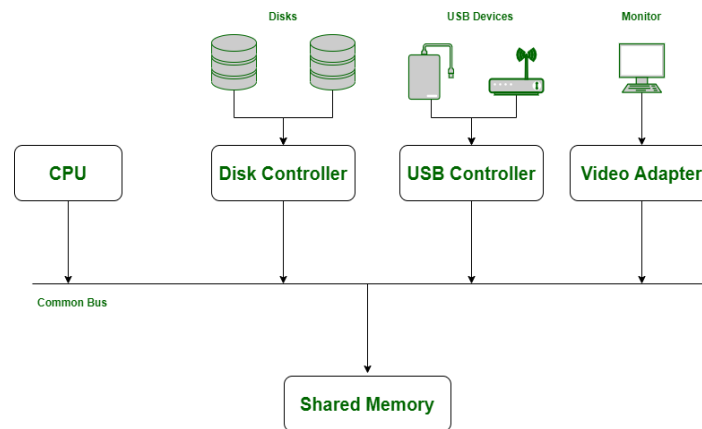 Disks
USB Devices
Monitor
CPU
Disk Controller
USB Controller
Video Adapter
Common Bus
Shared Memory